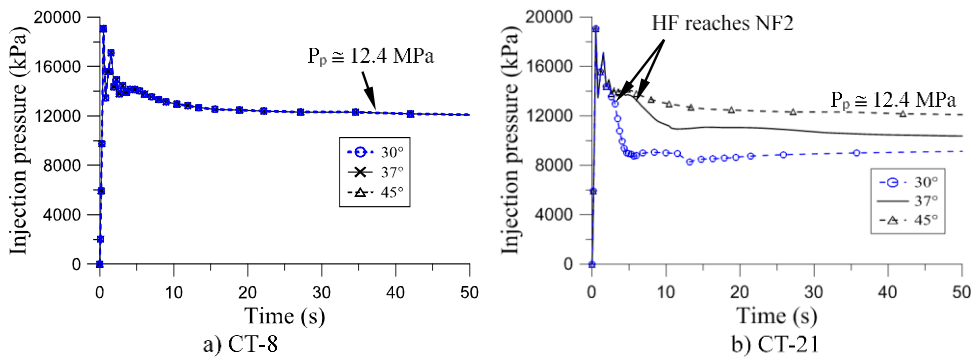 Injection pressure (kPa)
20000
16000
12000
8000
4000
0
P_p ≅ 12.4 MPa
30°
37°
45°
0 10 20 30 40 50
Time (s)
a) CT-8
Injection pressure (kPa)
20000
16000
12000
8000
4000
0
HF reaches NF2
P_p ≅ 12.4 MPa
30°
37°
45°
0 10 20 30 40 50
Time (s)
b) CT-21